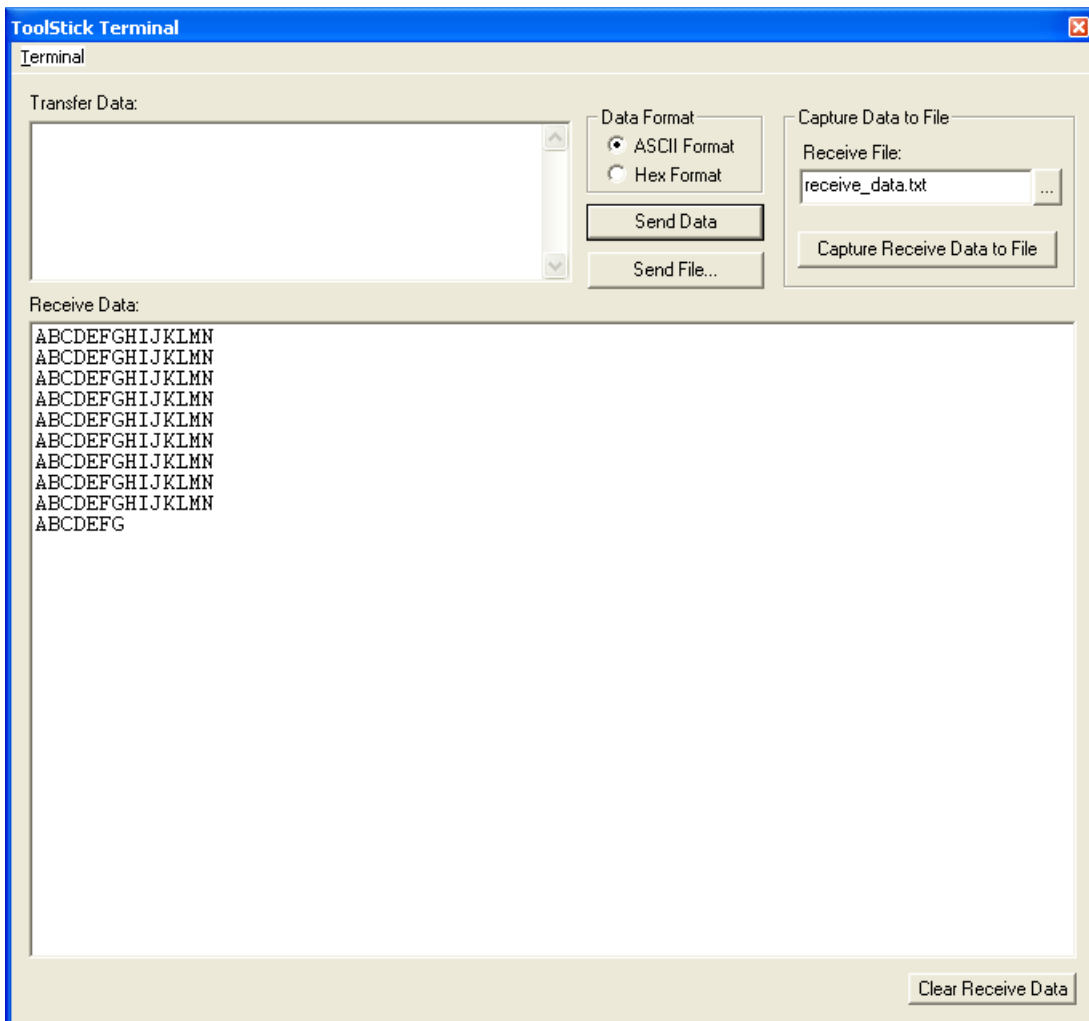 ToolStick Terminal
Terminal
Transfer Data:
Data Format
ASCII Format
Hex Format
Send Data
Send File...
Capture Data to File
Receive File:
receive_data.txt
...
Capture Receive Data to File
Receive Data:
ABCDEFGHIJKLMN
ABCDEFGHIJKLMN
ABCDEFGHIJKLMN
ABCDEFGHIJKLMN
ABCDEFGHIJKLMN
ABCDEFGHIJKLMN
ABCDEFGHIJKLMN
ABCDEFGHIJKLMN
ABCDEFGHIJKLMN
ABCDEFG
Clear Receive Data